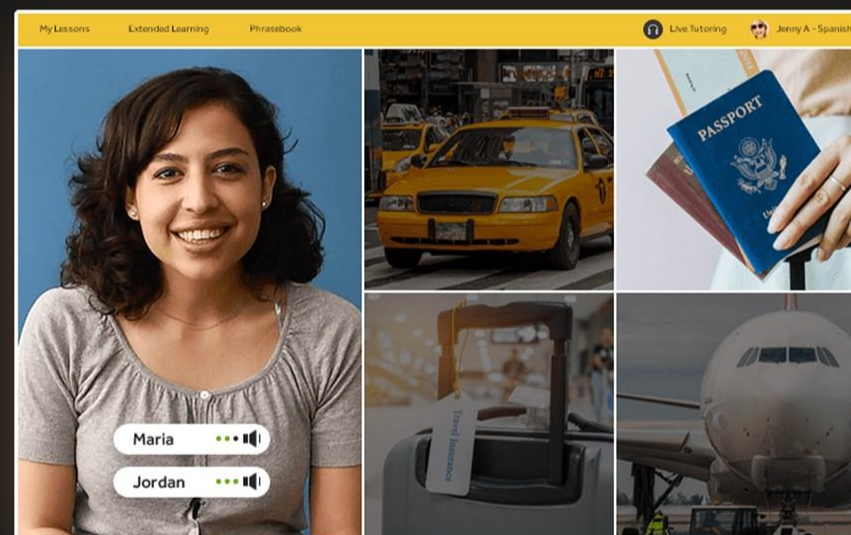 My Lessons
Extended Learning
Phrasebook
Live Tutoring
Jenny A - Spanish
PASSPORT
Maria
Jordan
Travel Insurance